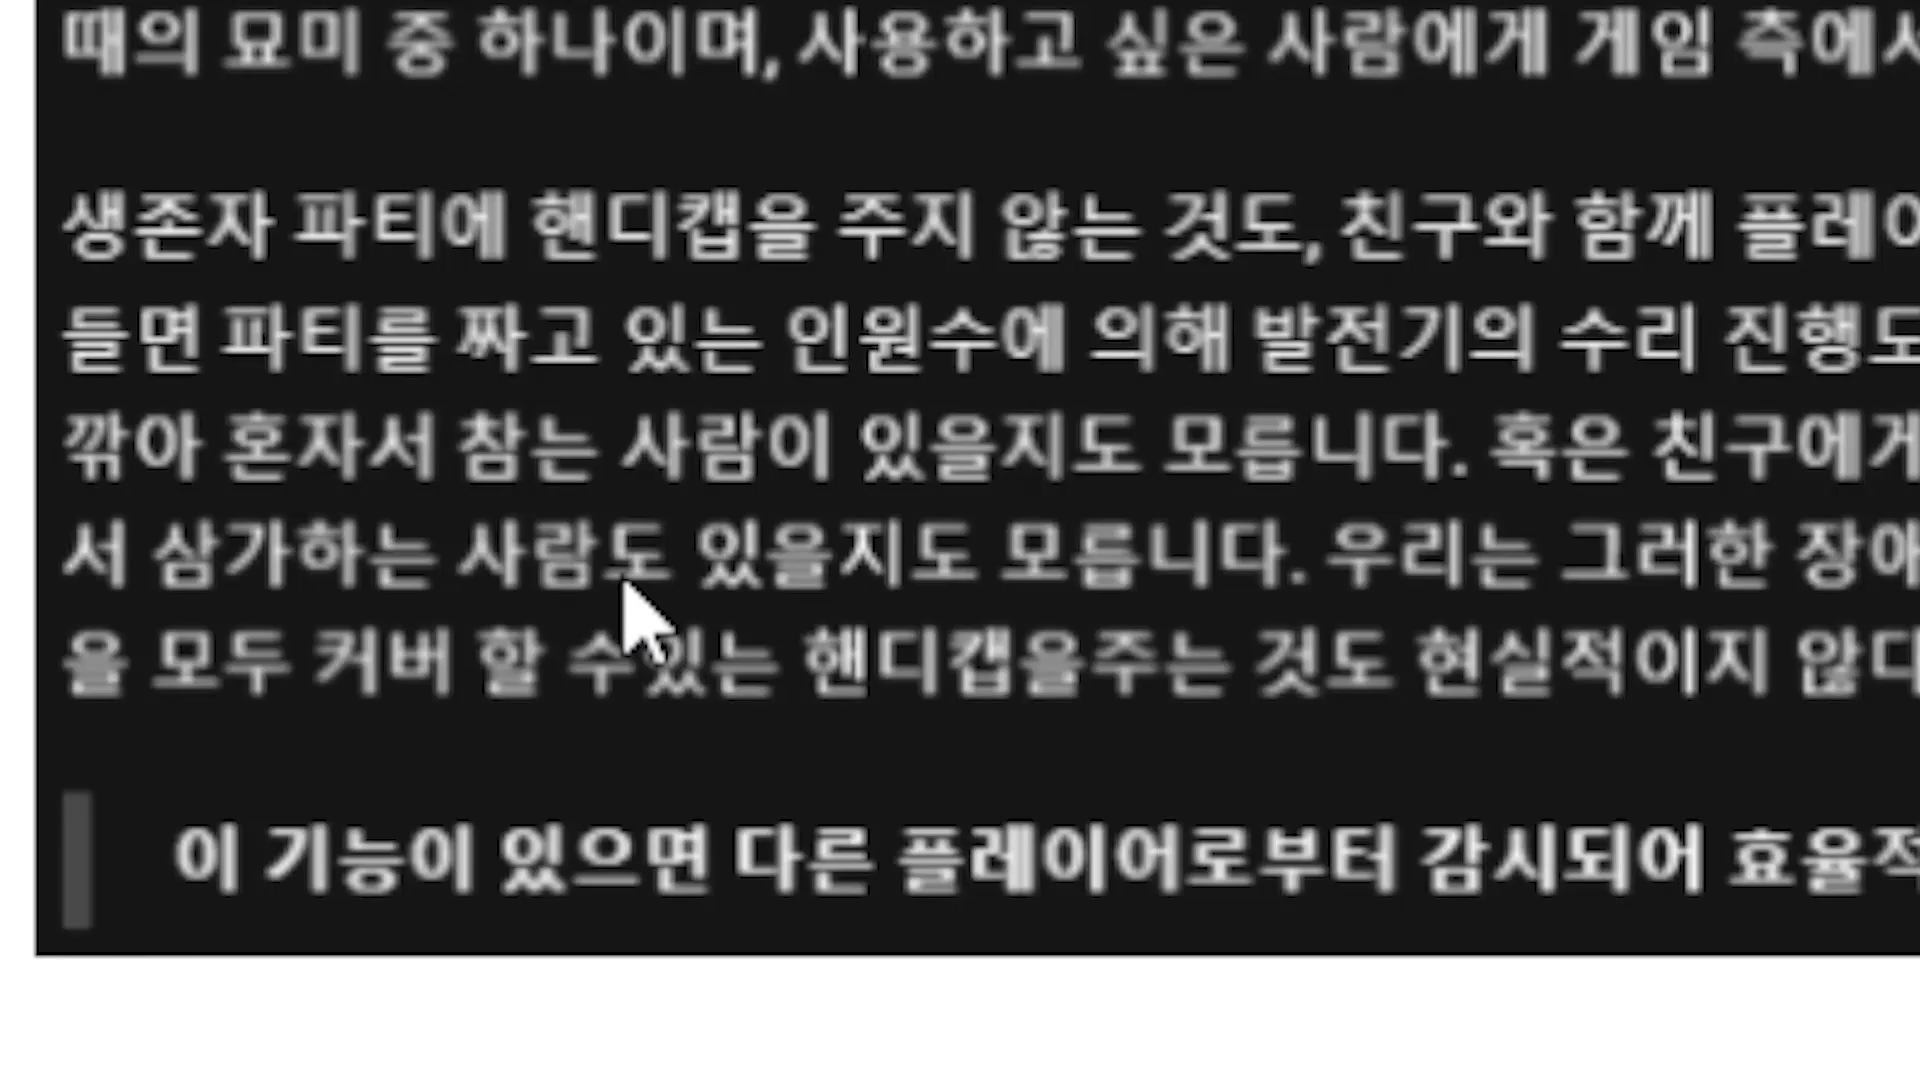 때의 묘미 중 하나이며, 사용하고 싶은 사람에게 게임 측에서
생존자 파티에 핸디캡을 주지 않는 것도, 친구와 함께 플레이
들면 파티를 짜고 있는 인원수에 의해 발전기의 수리 진행도
깎아 혼자서 참는 사람이 있을지도 모릅니다. 혹은 친구에게
서 삼가하는 사람도 있을지도 모릅니다. 우리는 그러한 장애
을 모두 커버 할 수있는 핸디캡을주는 것도 현실적이지 않다
이 기능이 있으면 다른 플레이어로부터 감시되어 효율적